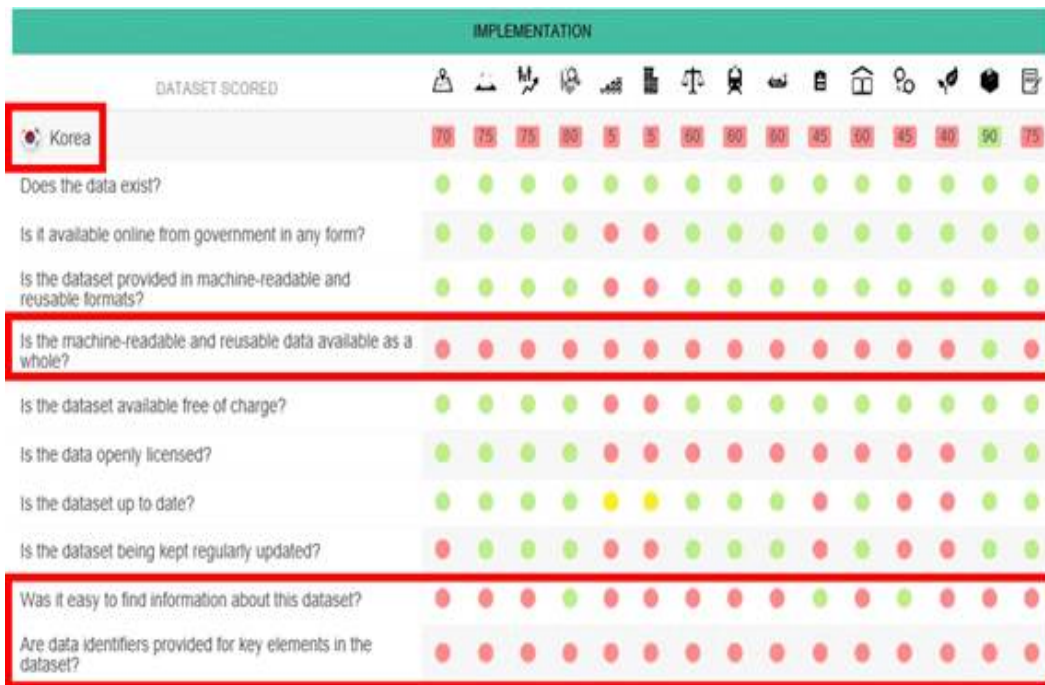 IMPLEMENTATION
DATASET SCORED
Korea 70 75 75 80 5 5 60 60 60 45 60 45 40 90 75
Does the data exist?
Is it available online from government in any form?
Is the dataset provided in machine-readable and
reusable formats?
Is the machine-readable and reusable data available as a
whole?
Is the dataset available free of charge?
Is the data openly licensed?
Is the dataset up to date?
Is the dataset being kept regularly updated?
Was it easy to find information about this dataset?
Are data identifiers provided for key elements in the
dataset?